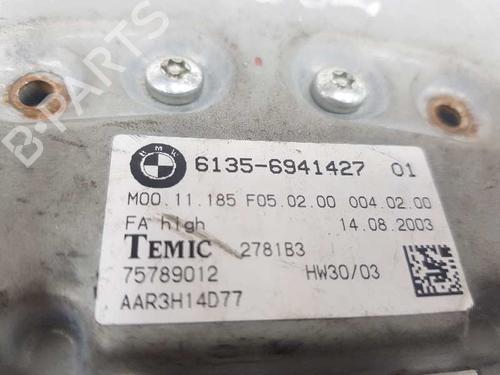 B-PARTS
BMW
6135-6941427 01
M00.11.185 F05.02.00 004.02.00
FA high 14.08.2003
TEMIC 2781B3
75789012 HW30/03
AAR3H14D77